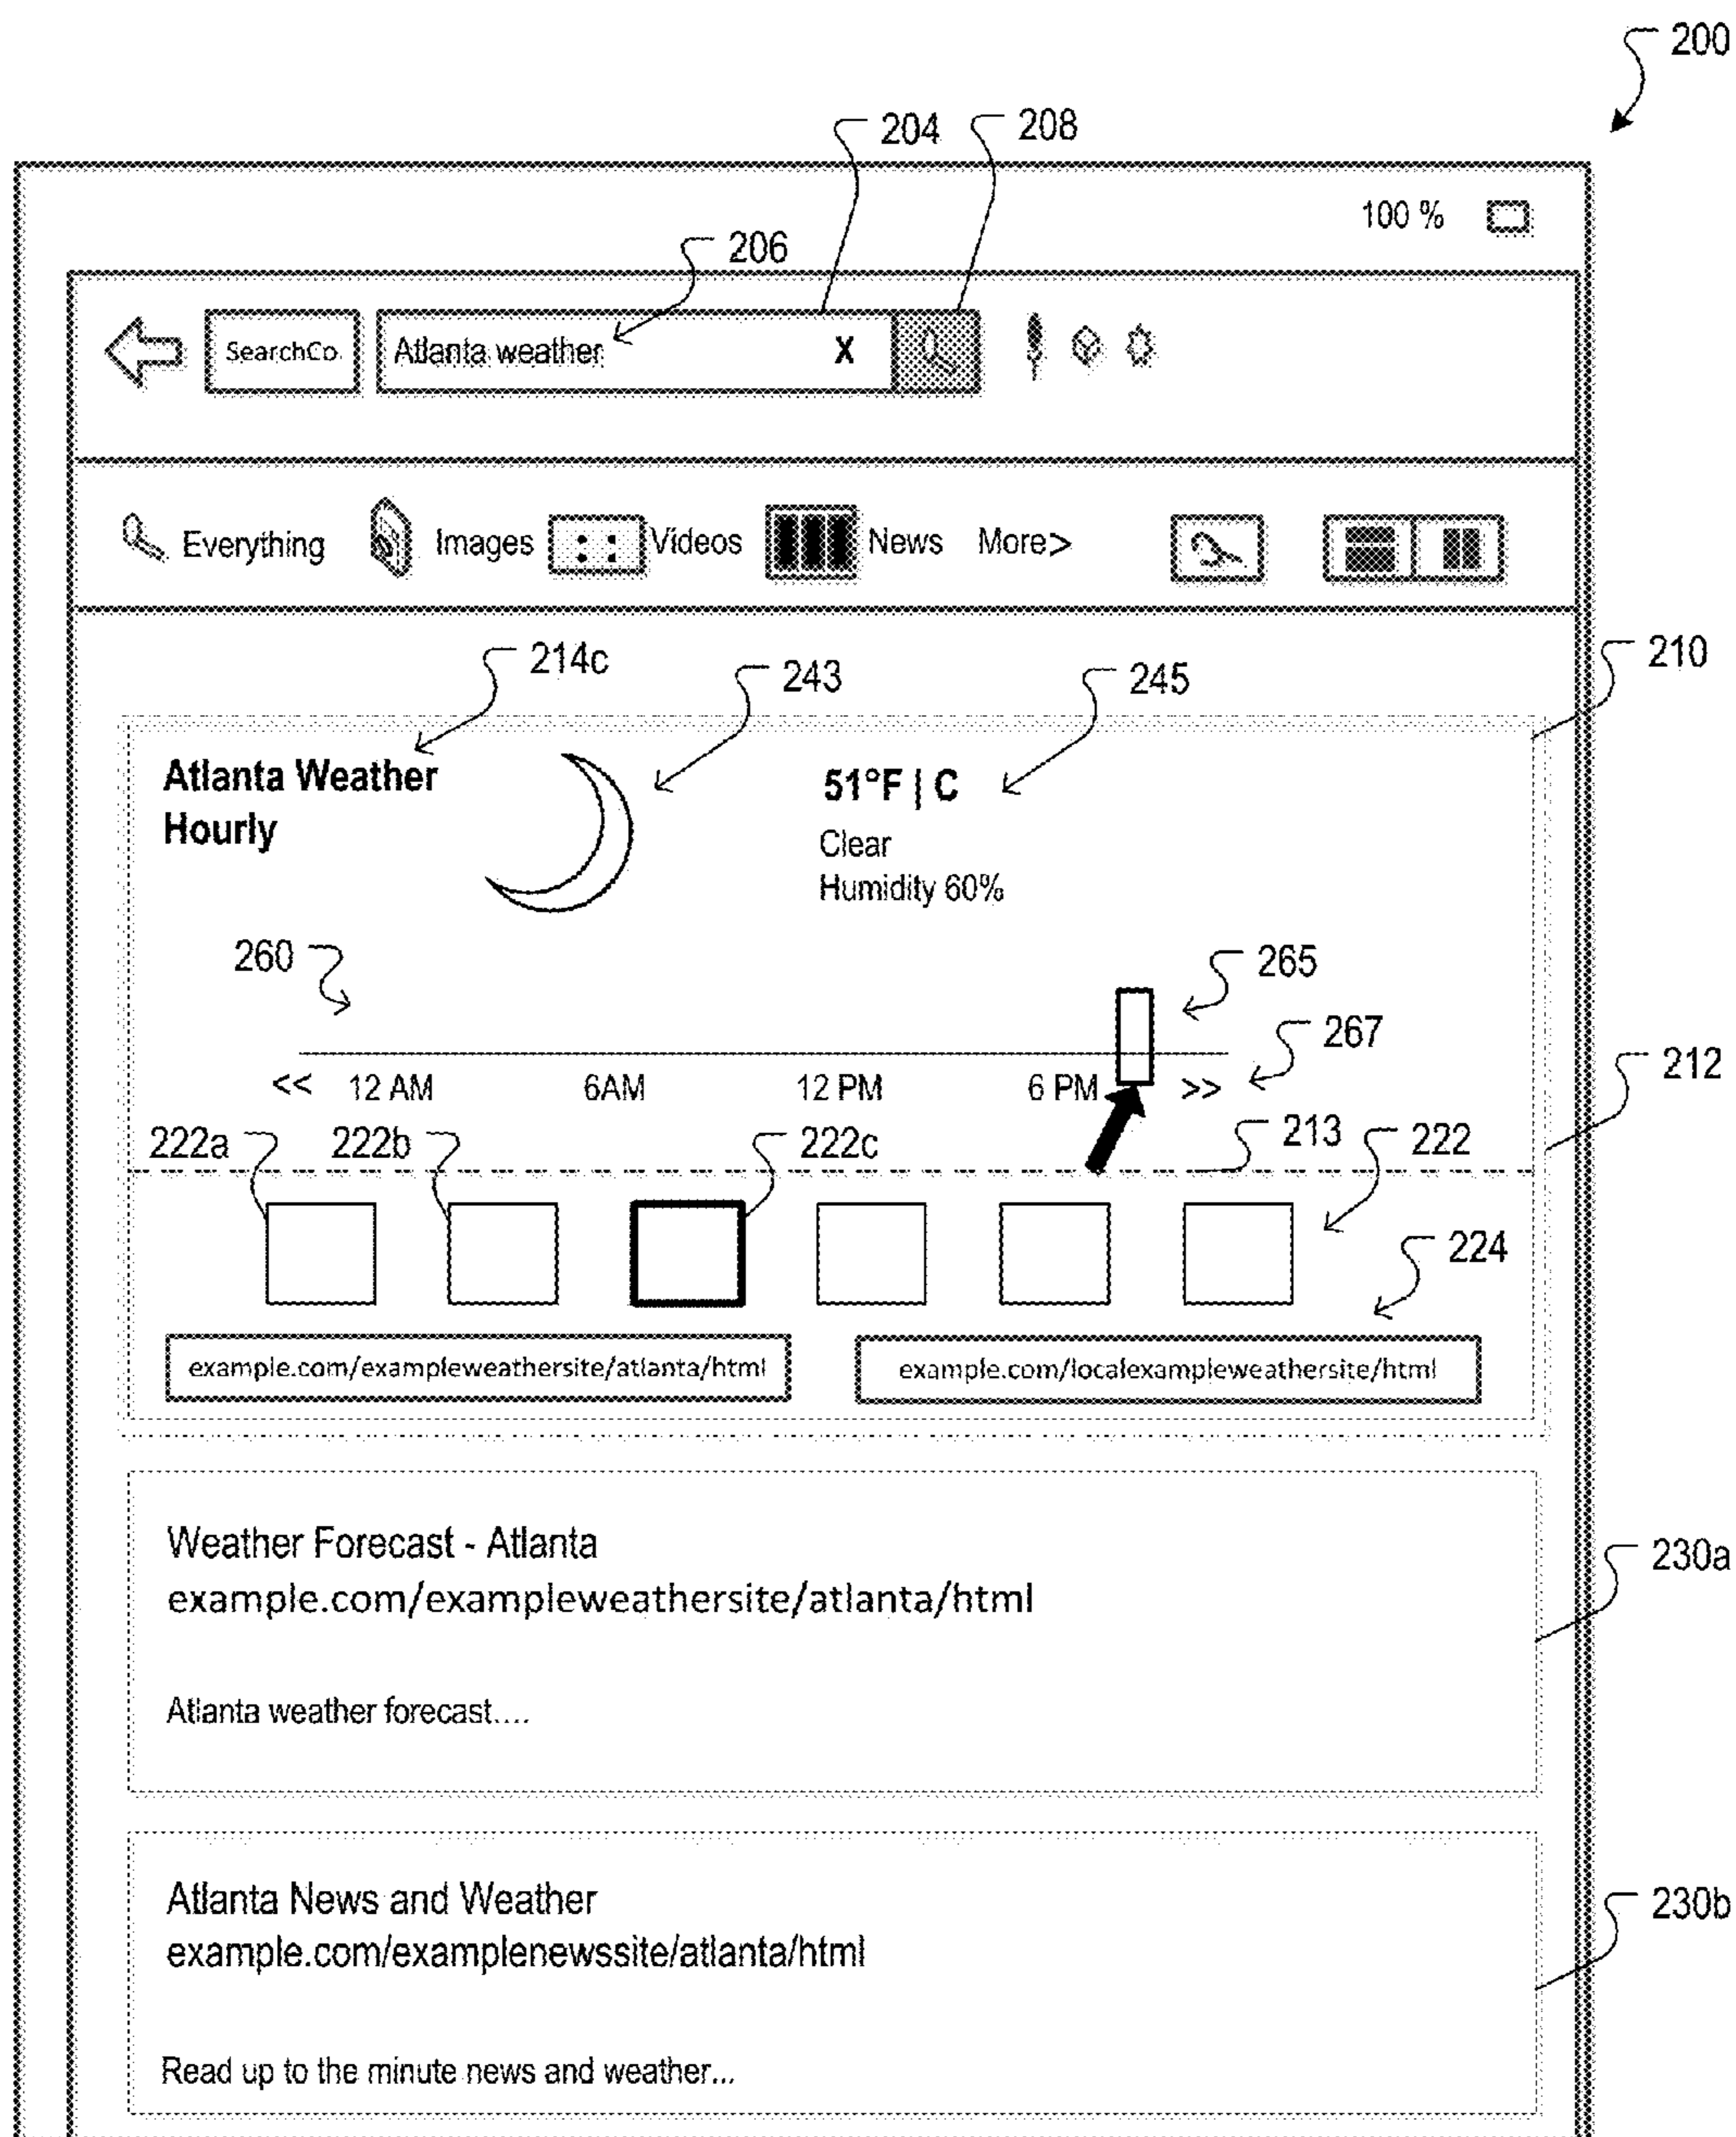 200
204 208
100 %
206
SearchCo. Atlanta weather X
Everything Images Videos News More>
214c 243 245 210
Atlanta Weather
Hourly
51°F | C
Clear
Humidity 60%
260 265
267
<< 12 AM 6AM 12 PM 6 PM >>
212
222a 222b 222c 213 222
224
example.com/exampleweathersite/atlanta/html example.com/localexampleweathersite/html
Weather Forecast - Atlanta
230a
example.com/exampleweathersite/atlanta/html
Atlanta weather forecast....
Atlanta News and Weather
230b
example.com/examplenewssite/atlanta/html
Read up to the minute news and weather...